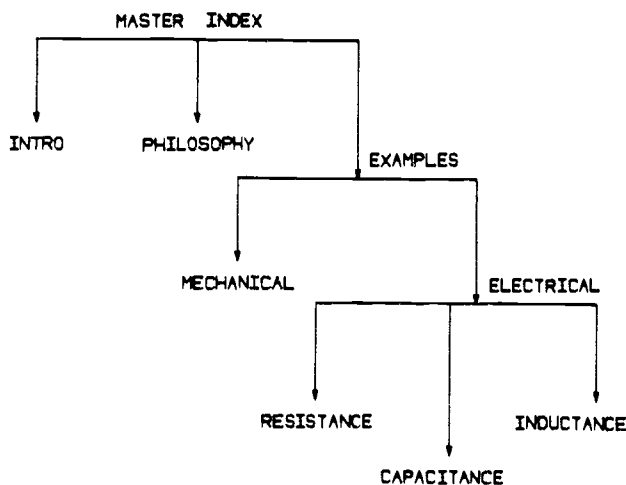 MASTER INDEX
INTRO
PHILOSOPHY
EXAMPLES
MECHANICAL
ELECTRICAL
RESISTANCE
INDUCTANCE
CAPACITANCE